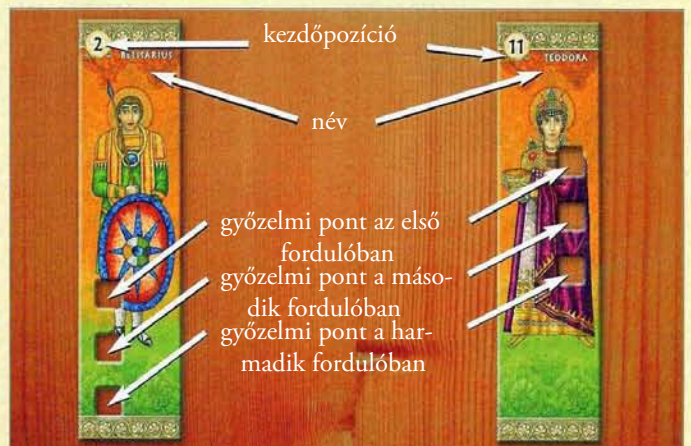 2
BELISARIUS
kezdőpozíció
11
TEODORA
név
győzelmi pont az első
fordulóban
győzelmi pont a máso-
dik fordulóban
győzelmi pont a har-
madik fordulóban